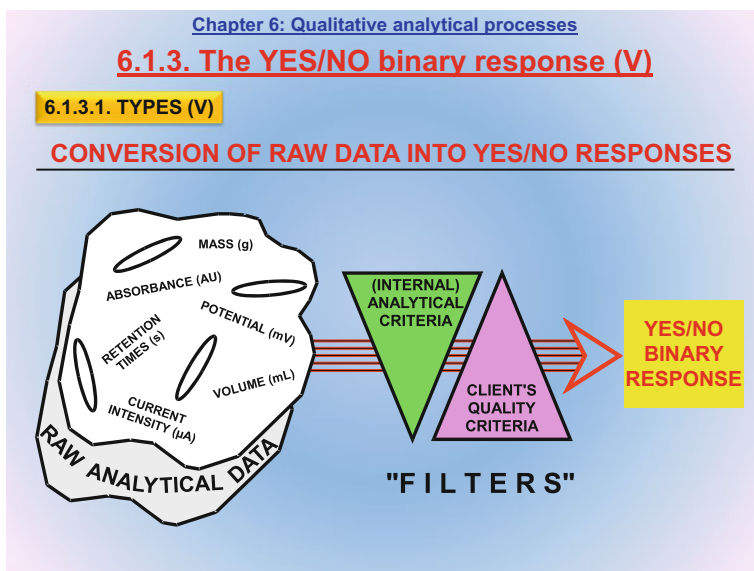 Chapter 6: Qualitative analytical processes
6.1.3. The YES/NO binary response (V)
6.1.3.1. TYPES (V)
CONVERSION OF RAW DATA INTO YES/NO RESPONSES
MASS (g)
ABSORBANCE (AU)
POTENTIAL (mV)
RETENTION
TIMES (s)
VOLUME (mL)
CURRENT
INTENSITY (µA)
RAW ANALYTICAL DATA
(INTERNAL)
ANALYTICAL
CRITERIA
CLIENT'S
QUALITY
CRITERIA
"F I L T E R S"
YES/NO
BINARY
RESPONSE